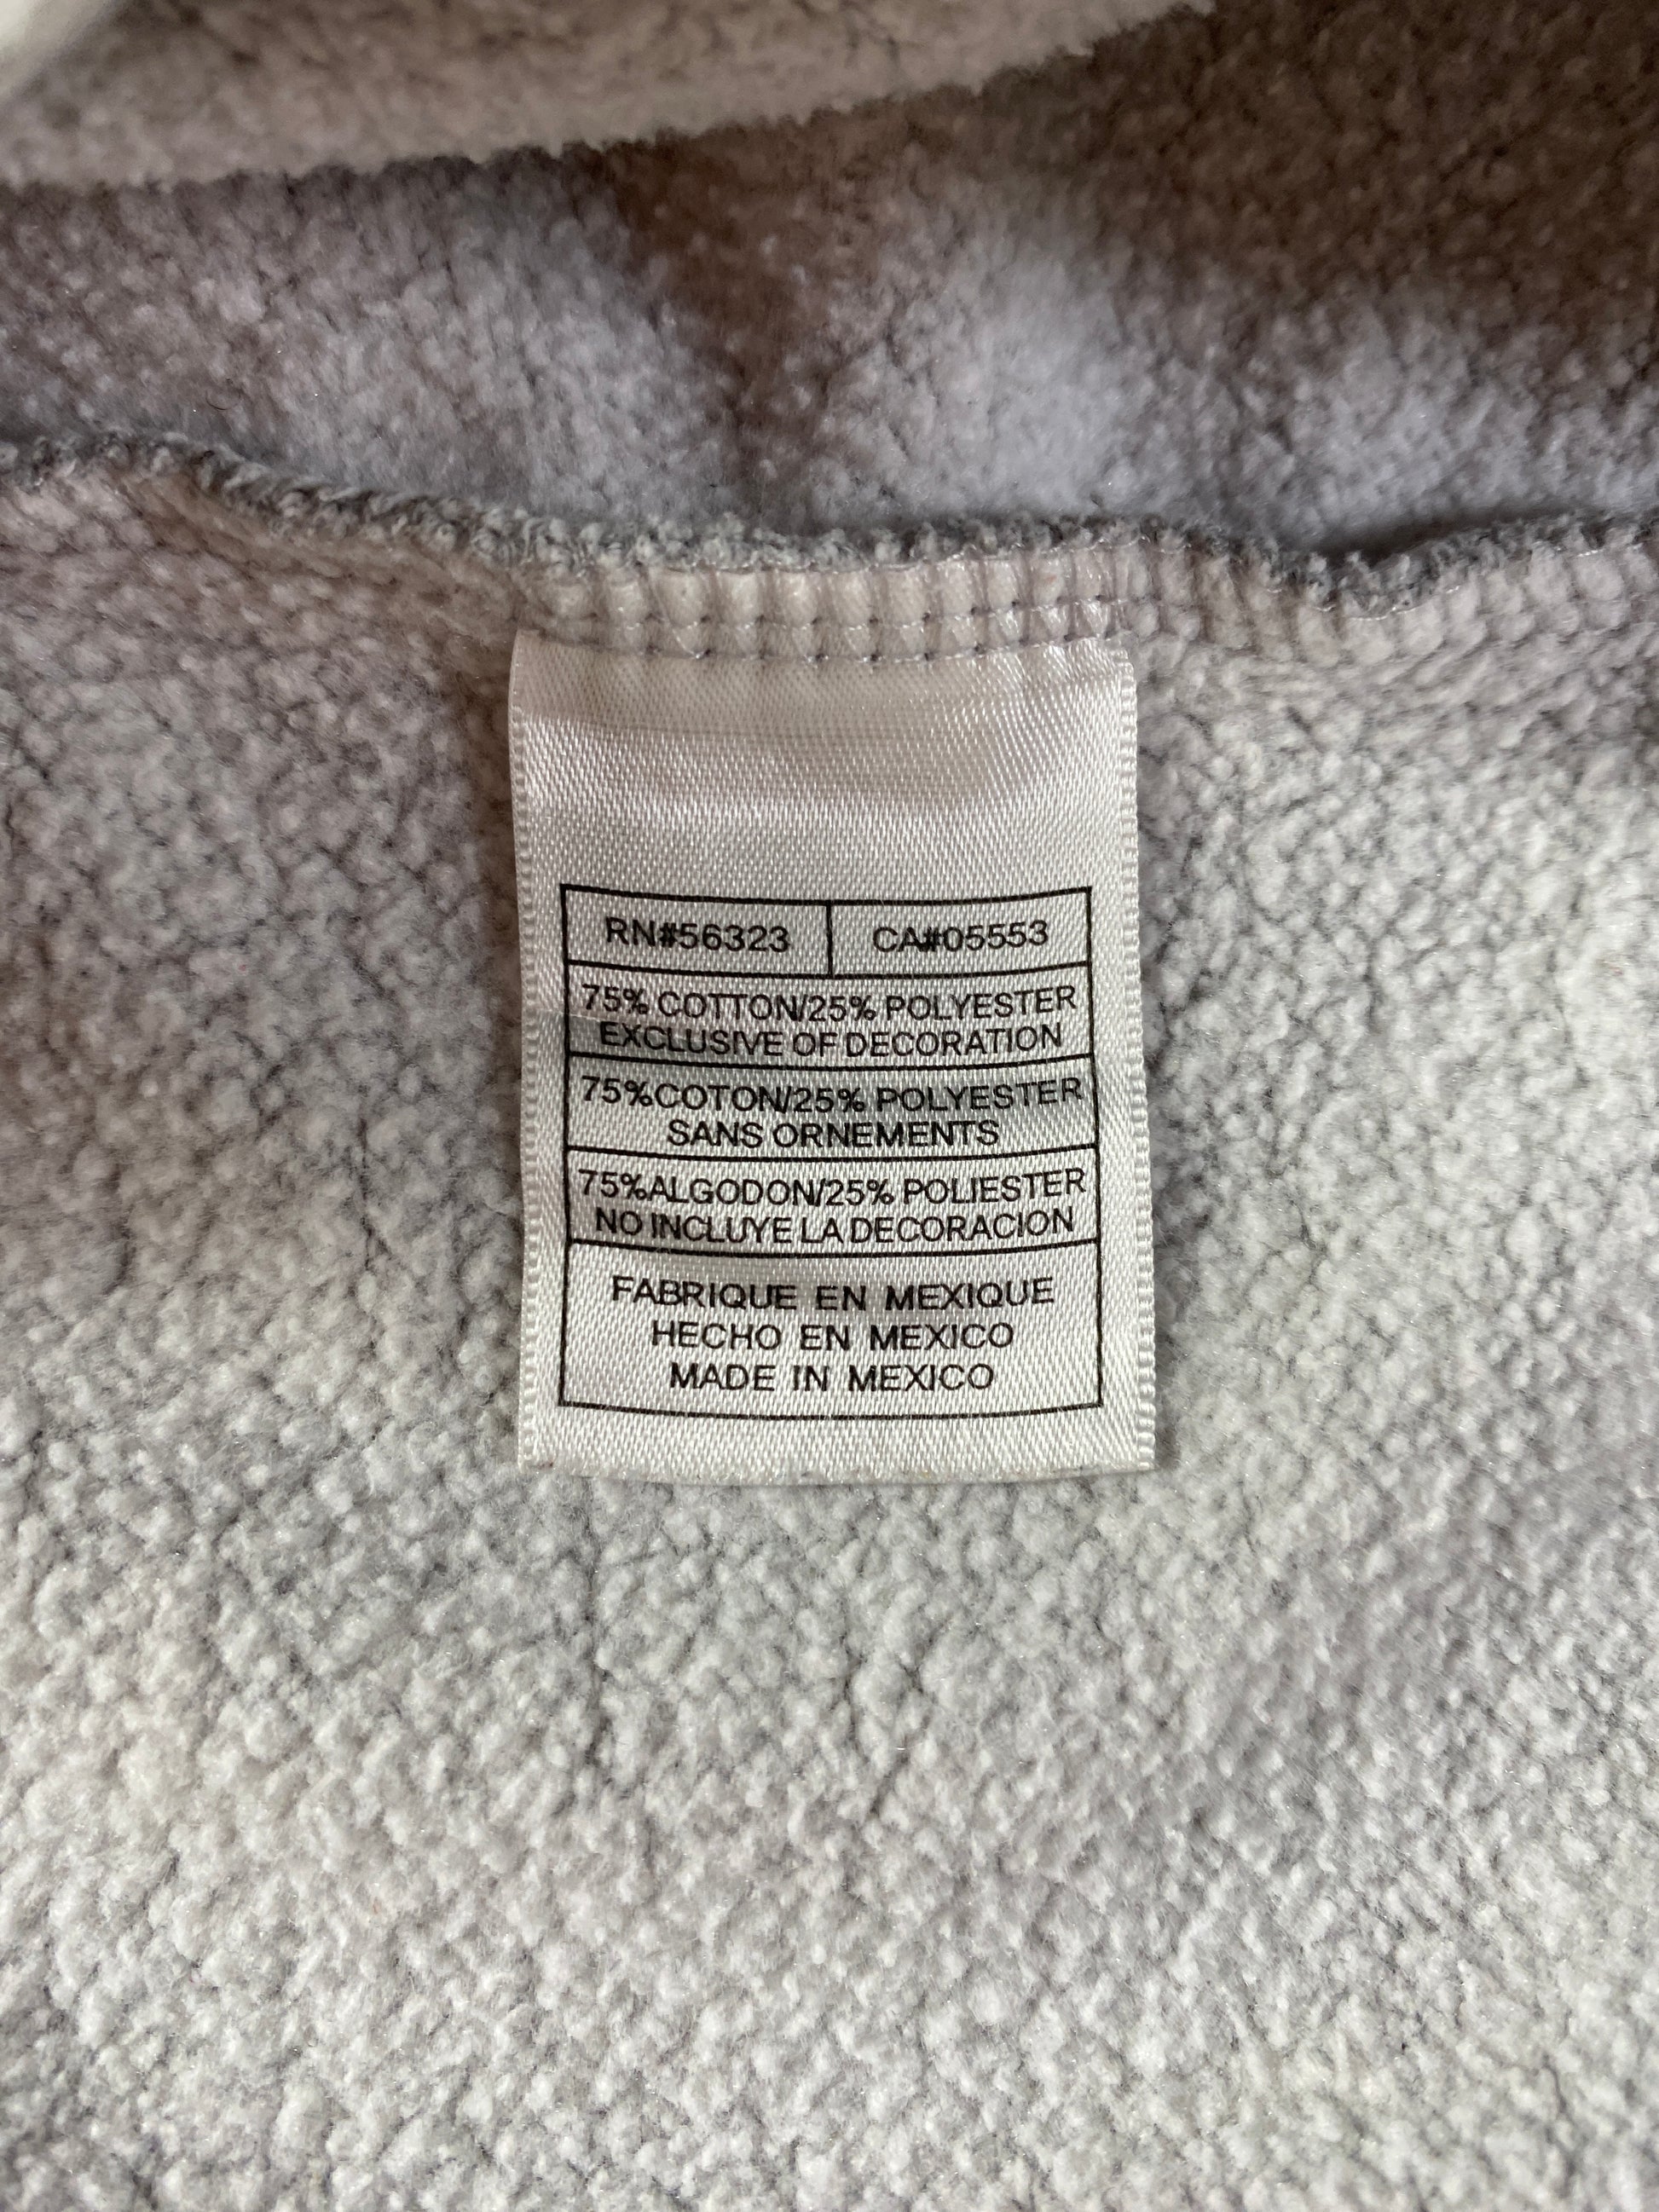 RN#56323 CA#05553
75% COTTON/25% POLYESTER
EXCLUSIVE OF DECORATION
75%COTON/25% POLYESTER
SANS ORNEMENTS
75%ALGODON/25% POLIESTER
NO INCLUYE LA DECORACION
FABRIQUE EN MEXIQUE
HECHO EN MEXICO
MADE IN MEXICO